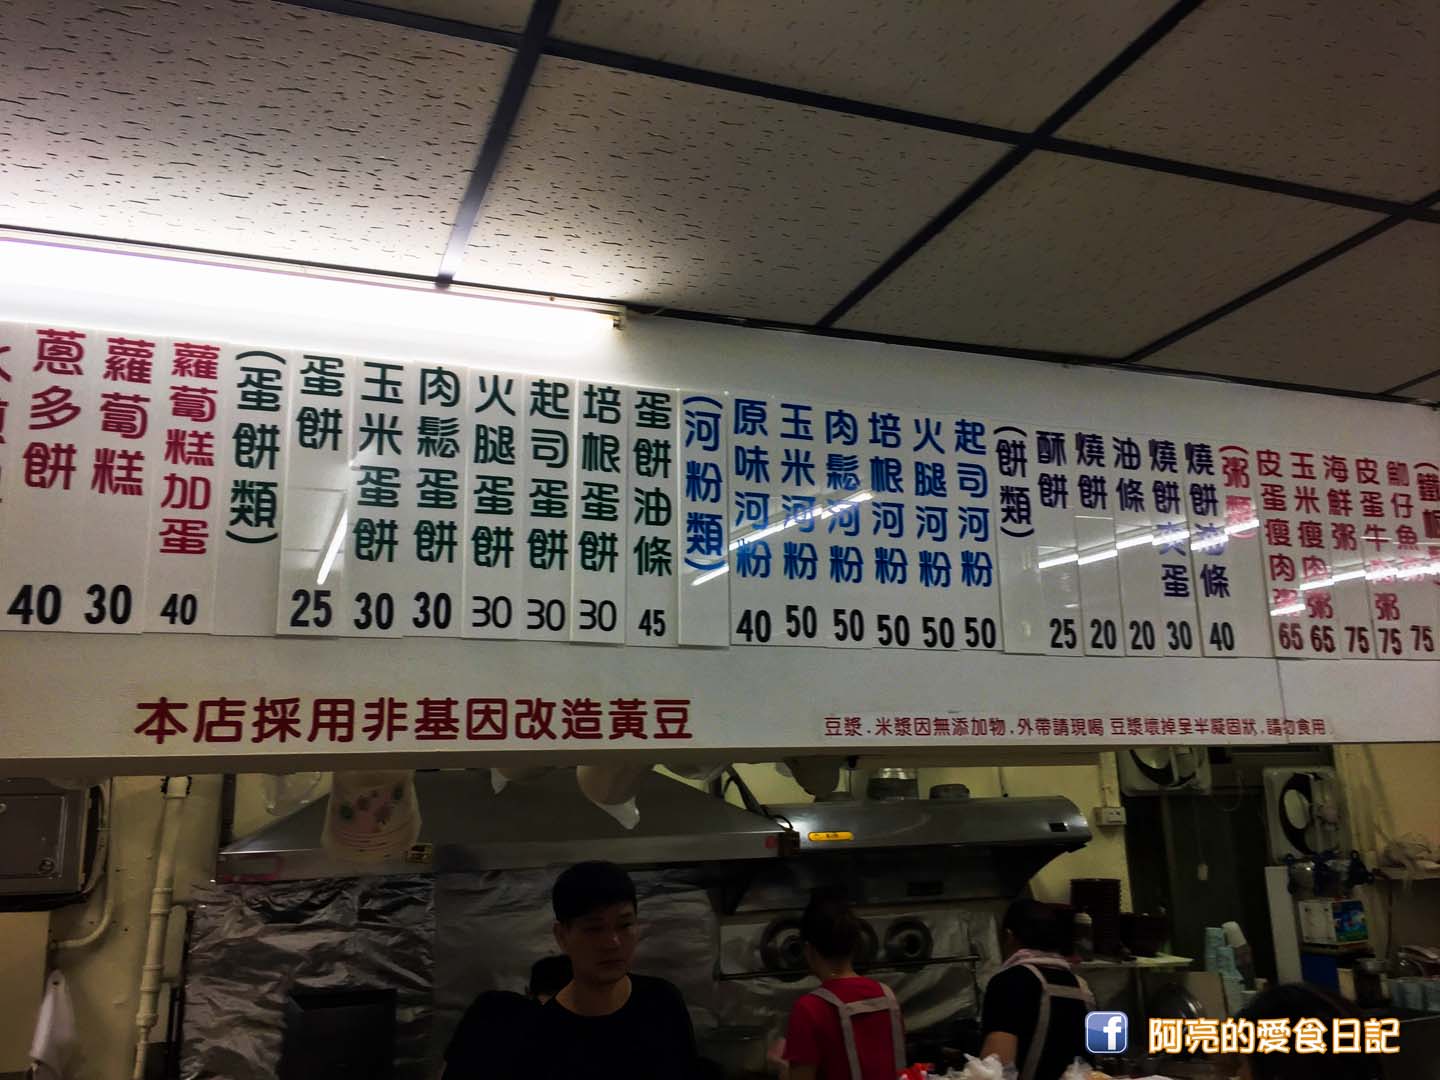 蔥多餅 40
蘿蔔糕 30
蘿蔔糕加蛋 40
(蛋餅類)
蛋餅 25
玉米蛋餅 30
肉鬆蛋餅 30
火腿蛋餅 30
起司蛋餅 30
培根蛋餅 30
蛋餅油條 45
(河粉類)
原味河粉 40
玉米河粉 50
肉鬆河粉 50
培根河粉 50
火腿河粉 50
起司河粉 50
(餅類)
酥餅 25
燒餅 20
油條 20
燒餅夾蛋 30
燒餅油條 40
(粥類)
皮蛋瘦肉粥 65
玉米瘦肉粥 65
海鮮粥 75
皮蛋牛肉粥 75
魩仔魚粥 75
本店採用非基因改造黃豆
豆漿.米漿因無添加物.外帶請現喝 豆漿壞掉呈半凝固狀.請勿食用
f 阿亮的愛食日記